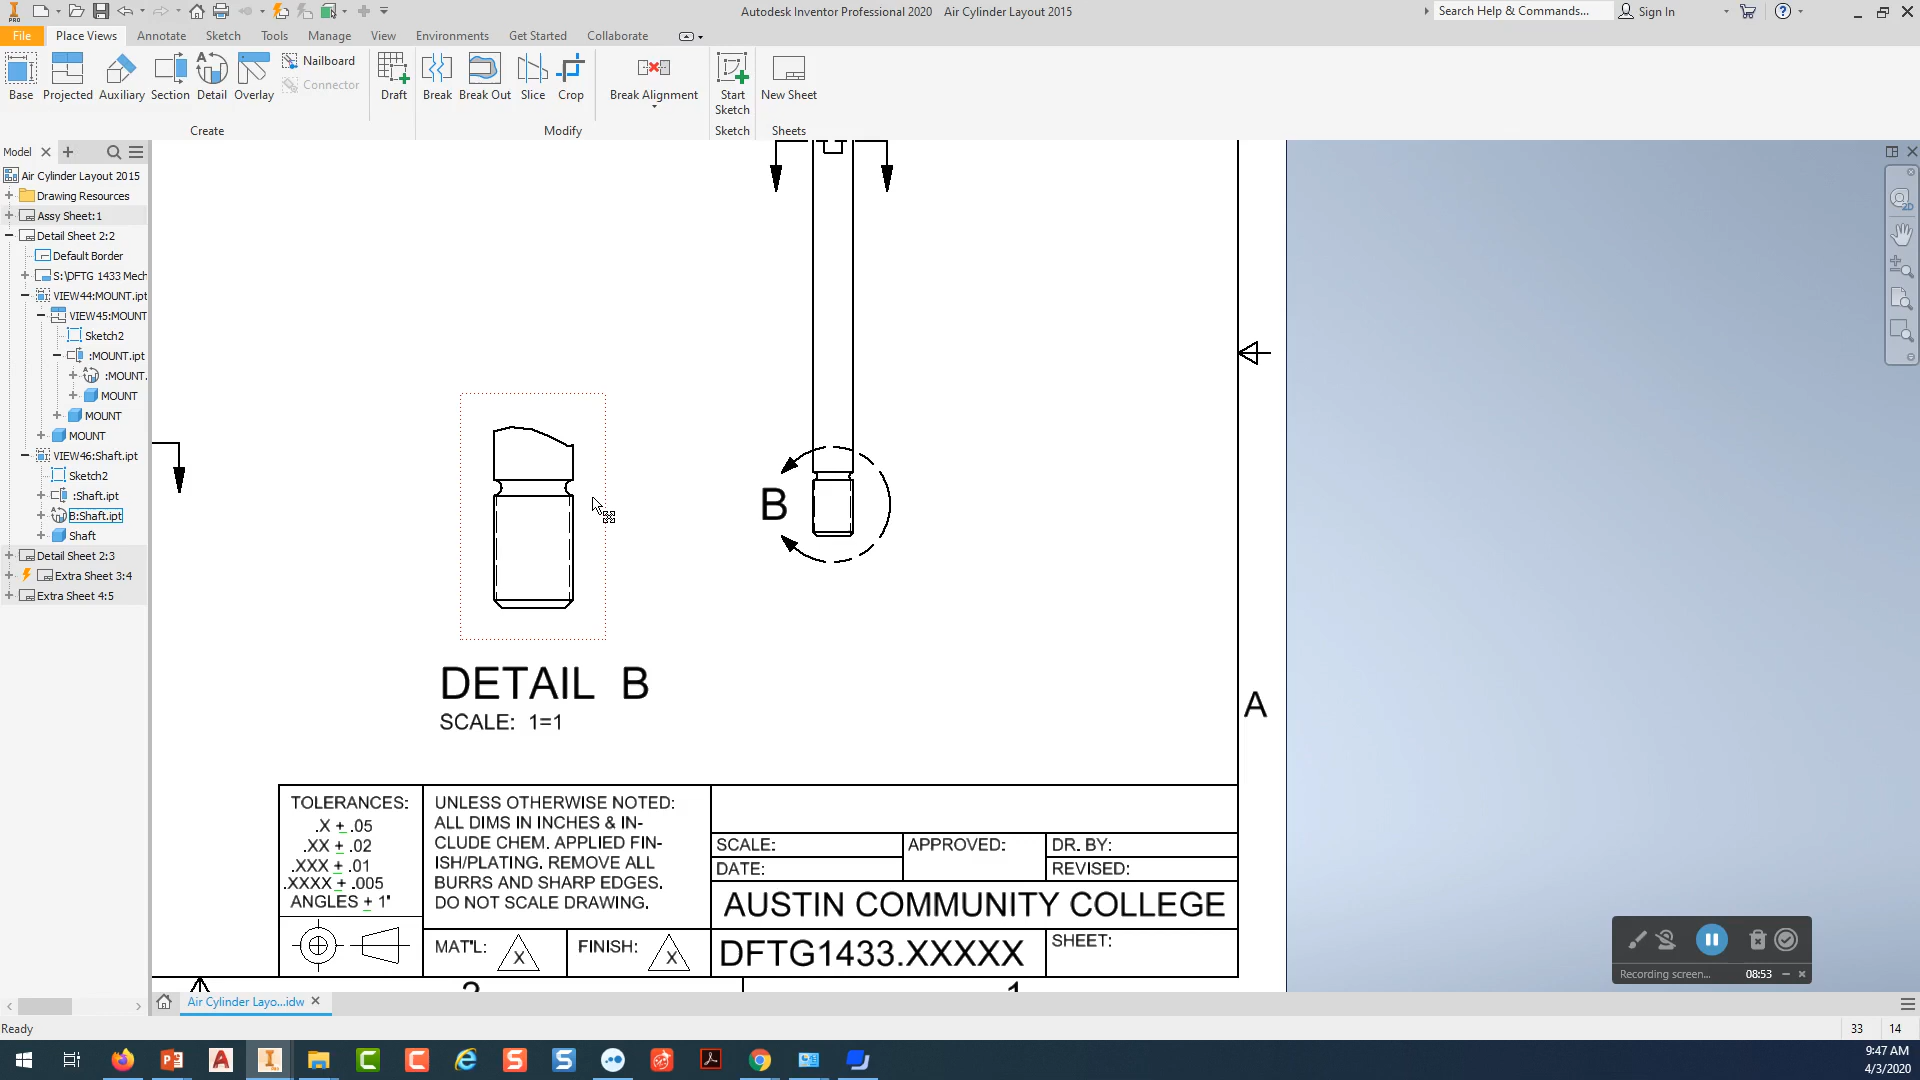 Autodesk Inventor Professional 2020 Air Cylinder Layout 2015
Search Help & Commands...
Sign In
PRO
File
Place Views
Annotate
Sketch
Tools
Manage
View
Environments
Get Started
Collaborate
Base
Projected
Auxiliary
Section
Detail
Overlay
Nailboard
Connector
Draft
Break
Break Out
Slice
Crop
Break Alignment
Start Sketch
New Sheet
Create
Modify
Sketch
Sheets
Model
Air Cylinder Layout 2015
Drawing Resources
Assy Sheet:1
Detail Sheet 2:2
Default Border
S:\DFTG 1433 Mech
VIEW44:MOUNT.ipt
VIEW45:MOUNT
Sketch2
:MOUNT.ipt
:MOUNT.
MOUNT
MOUNT
MOUNT
VIEW46:Shaft.ipt
Sketch2
:Shaft.ipt
B:Shaft.ipt
Shaft
Detail Sheet 2:3
Extra Sheet 3:4
Extra Sheet 4:5
B
DETAIL B
SCALE: 1=1
A
TOLERANCES:
.X ± .05
.XX ± .02
.XXX ± .01
.XXXX ± .005
ANGLES ± 1°
UNLESS OTHERWISE NOTED:
ALL DIMS IN INCHES & IN-
CLUDE CHEM. APPLIED FIN-
ISH/PLATING. REMOVE ALL
BURRS AND SHARP EDGES.
DO NOT SCALE DRAWING.
MAT'L: X
FINISH: X
SCALE:
DATE:
APPROVED:
DR. BY:
REVISED:
AUSTIN COMMUNITY COLLEGE
DFTG1433.XXXXX
SHEET:
2
1
Recording screen... 08:53
Air Cylinder Layo...idw
Ready
33 14
9:47 AM
4/3/2020